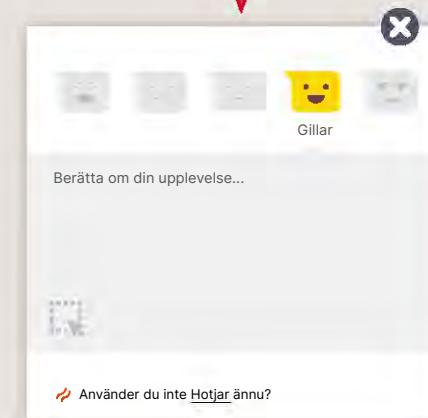 Gillar
Berätta om din upplevelse...
Använder du inte Hotjar ännu?